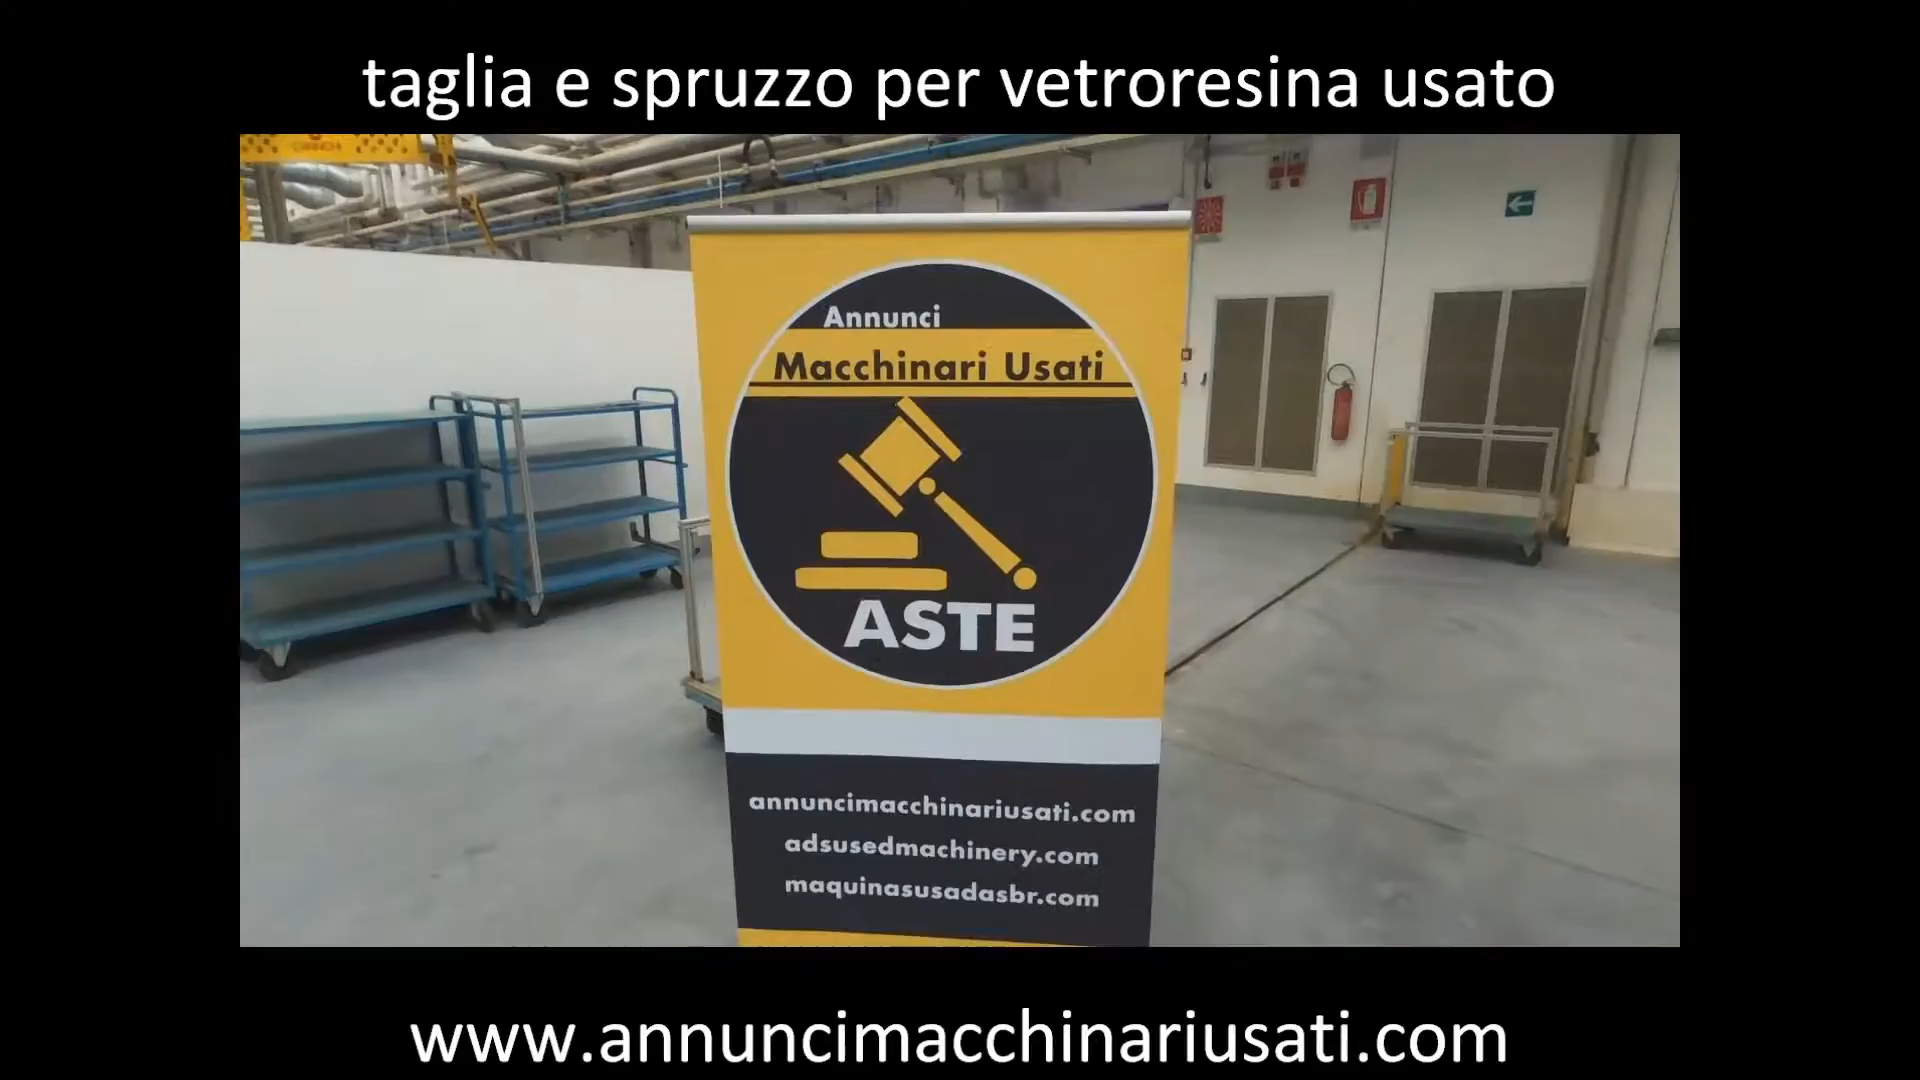 taglia e spruzzo per vetroresina usato
Annunci
Macchinari Usati
ASTE
annuncimacchinariusati.com
adsusedmachinery.com
maquinasusadasbr.com
www.annuncimacchinariusati.com